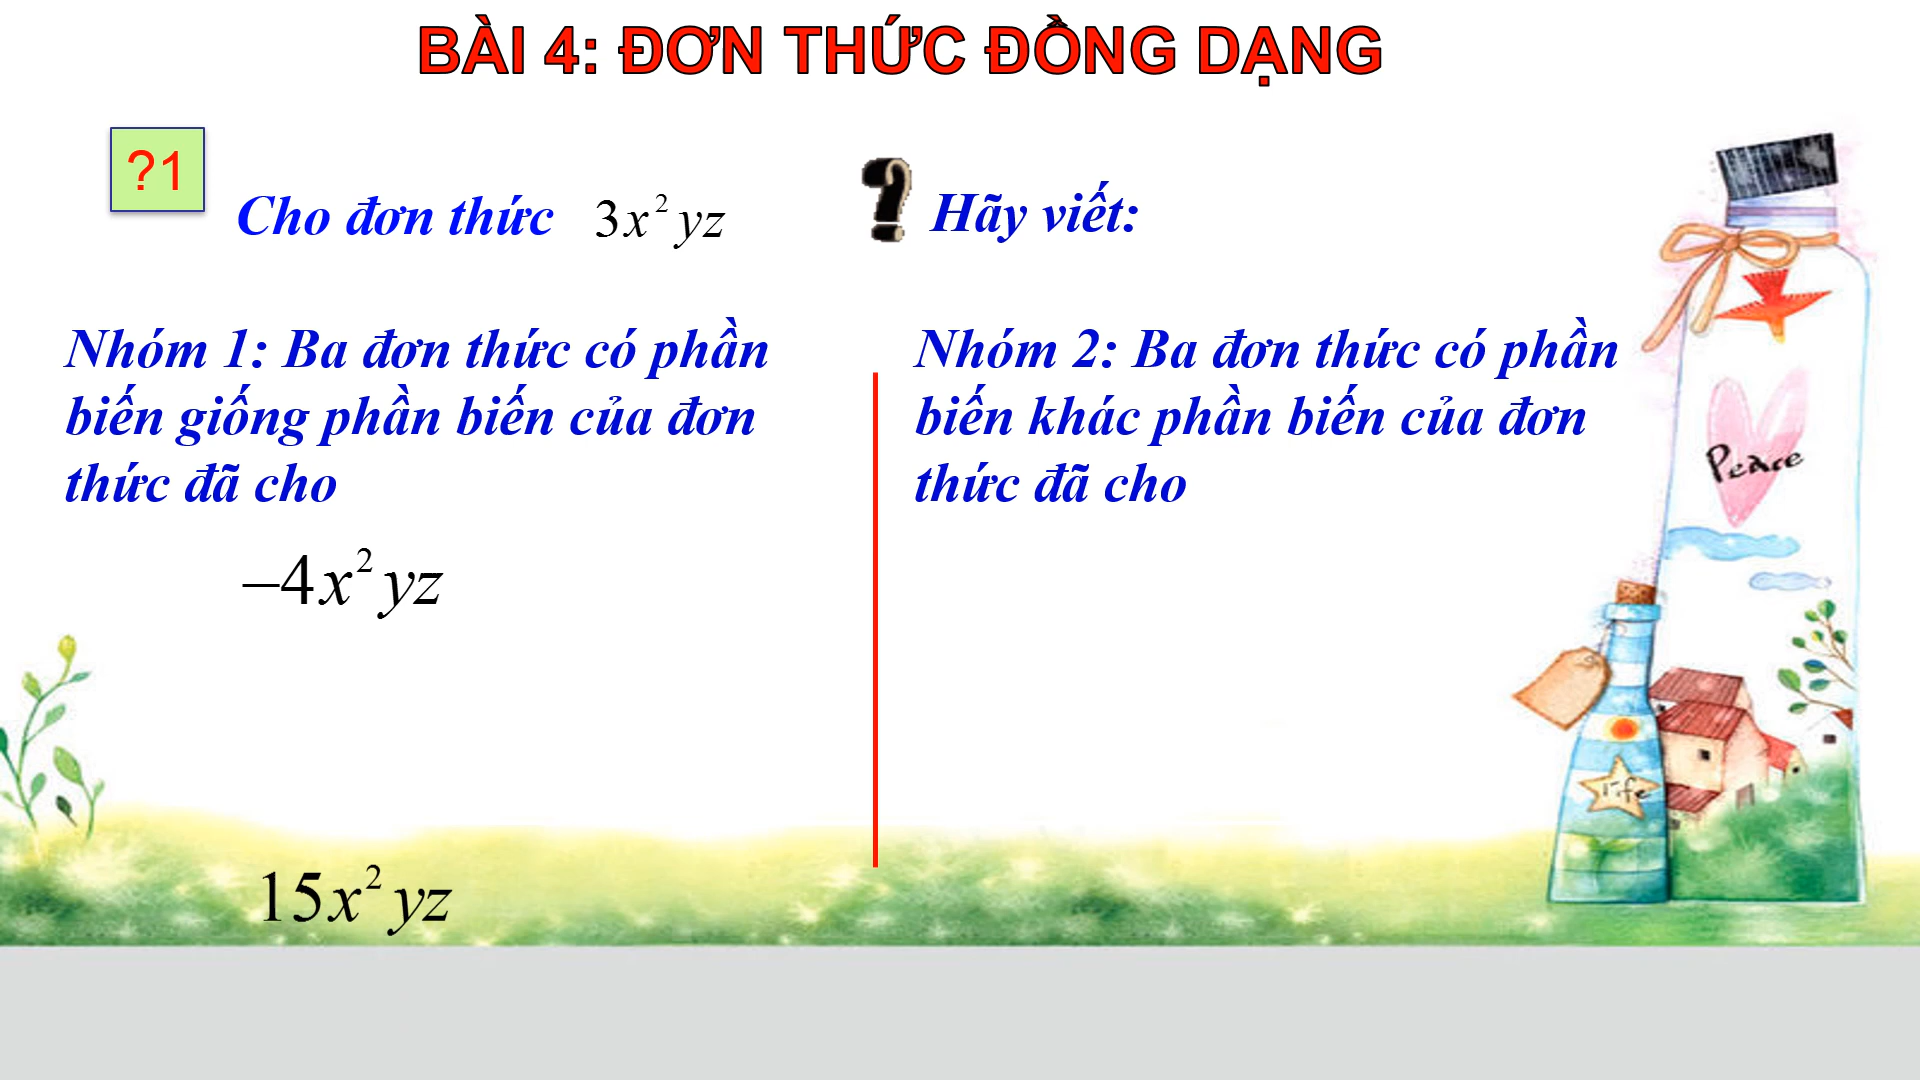 BÀI 4: ĐƠN THỨC ĐỒNG DẠNG
?1
Cho đơn thức 3x²yz
? Hãy viết:
Nhóm 1: Ba đơn thức có phần
biến giống phần biến của đơn
thức đã cho
–4x²yz
15x²yz
Nhóm 2: Ba đơn thức có phần
biến khác phần biến của đơn
thức đã cho
Peace
life